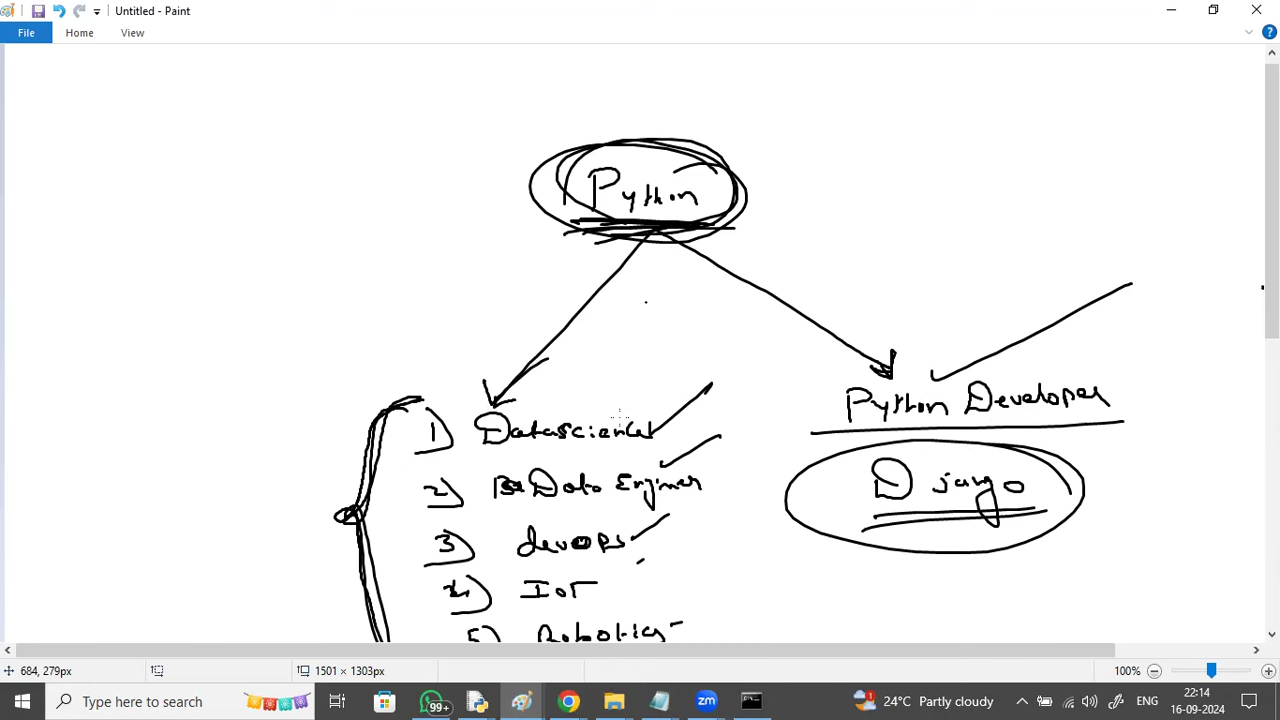 Untitled - Paint
File Home View
Python
Python Developer
Django
1) Datascientist
2) Data Engineer
3) devops
4) IoT
5) Robotics
684, 279px
1501 × 1303px
100%
Type here to search
99+
24°C Partly cloudy
ENG
22:14
16-09-2024